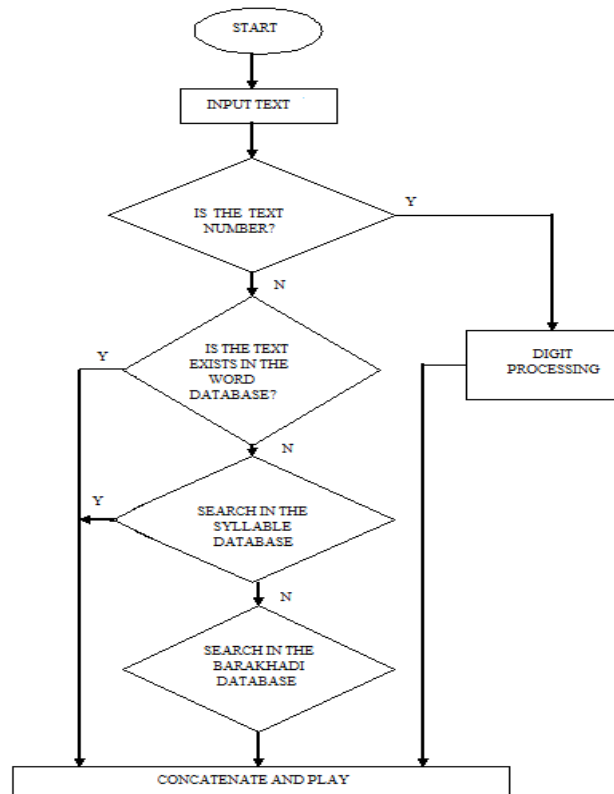 START
INPUT TEXT
IS THE TEXT
NUMBER?
Y
N
IS THE TEXT
EXISTS IN THE
WORD
DATABASE?
Y
DIGIT
PROCESSING
N
Y
SEARCH IN THE
SYLLABLE
DATABASE
N
SEARCH IN THE
BARAKHADI
DATABASE
CONCATENATE AND PLAY